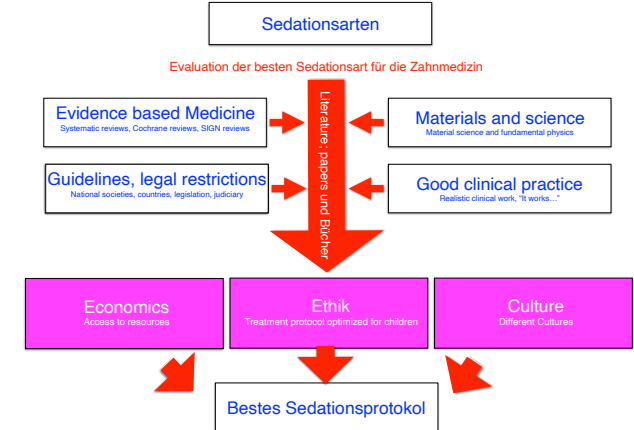 Sedationsarten
Evaluation der besten Sedationsart für die Zahnmedizin
Evidence based Medicine
Systematic reviews, Cochrane reviews, SIGN reviews
Materials and science
Material science and fundamental physics
Literature; papers und Bücher
Guidelines, legal restrictions
National societies, countries, legislation, judiciary
Good clinical practice
Realistic clinical work, "It works..."
Economics
Access to resources
Ethik
Treatment protocol optimized for children
Culture
Different Cultures
Bestes Sedationsprotokol